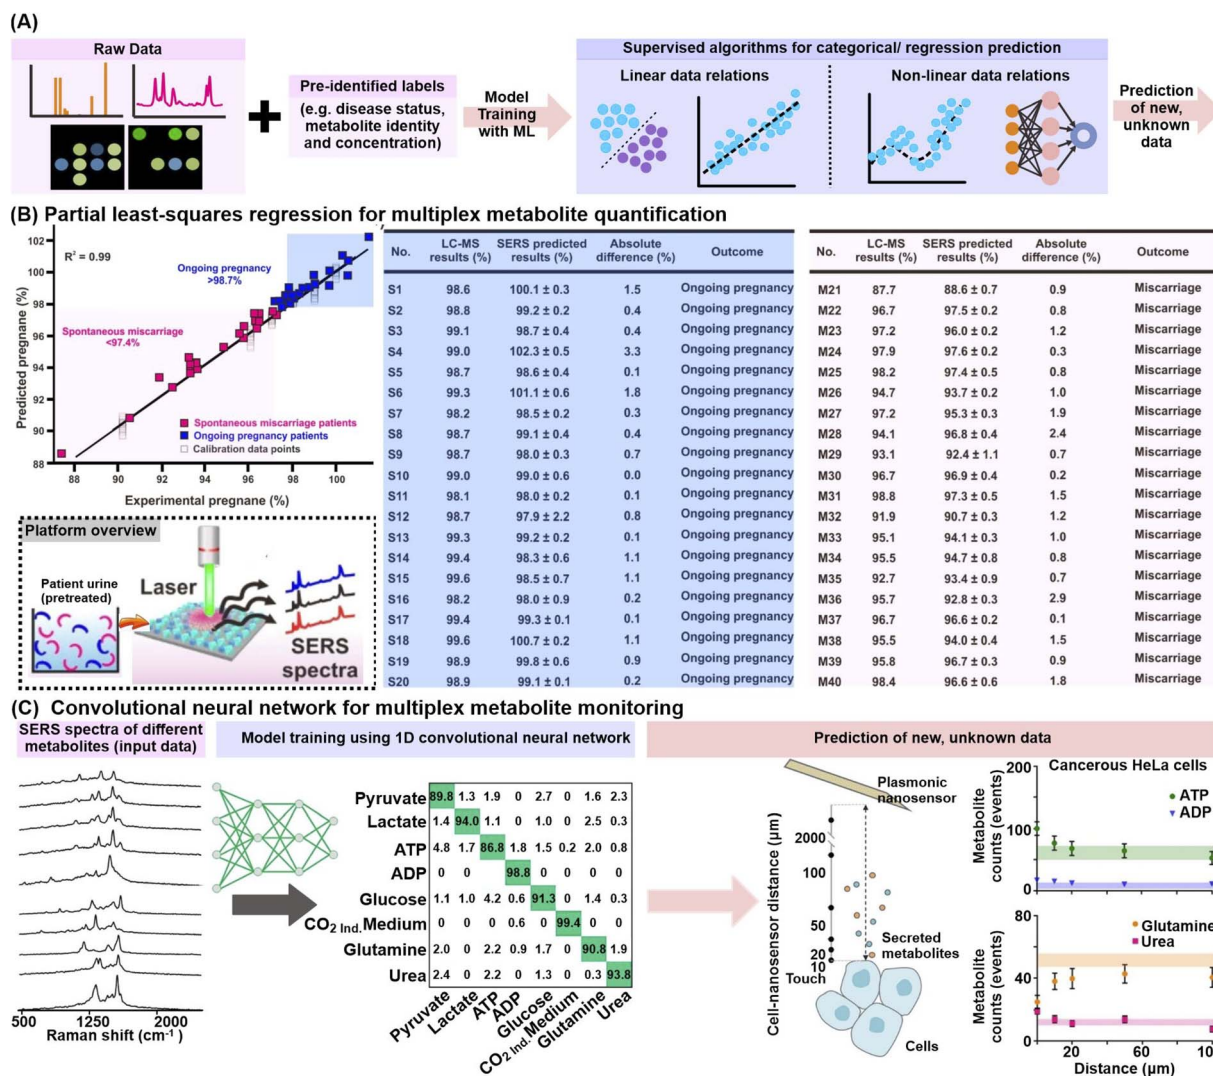 (A)
Raw Data
Pre-identified labels
(e.g. disease status,
metabolite identity
and concentration)
Model
Training
with ML
Supervised algorithms for categorical/ regression prediction
Linear data relations
Non-linear data relations
Prediction
of new,
unknown
data
(B) Partial least-squares regression for multiplex metabolite quantification
Predicted pregnane (%)
102
100
98
96
94
92
90
88
R² = 0.99
Ongoing pregnancy
>98.7%
Spontaneous miscarriage
<97.4%
Spontaneous miscarriage patients
Ongoing pregnancy patients
Calibration data points
88 90 92 94 96 98 100
Experimental pregnane (%)
Platform overview
Patient urine
(pretreated)
Laser
SERS
spectra
No. LC-MS results (%) SERS predicted results (%) Absolute difference (%) Outcome
S1 98.6 100.1 ± 0.3 1.5 Ongoing pregnancy
S2 98.8 99.2 ± 0.2 0.4 Ongoing pregnancy
S3 99.1 98.7 ± 0.4 0.4 Ongoing pregnancy
S4 99.0 102.3 ± 0.5 3.3 Ongoing pregnancy
S5 98.7 98.6 ± 0.4 0.1 Ongoing pregnancy
S6 99.3 101.1 ± 0.6 1.8 Ongoing pregnancy
S7 98.2 98.5 ± 0.2 0.3 Ongoing pregnancy
S8 98.7 99.1 ± 0.4 0.4 Ongoing pregnancy
S9 98.7 98.0 ± 0.3 0.7 Ongoing pregnancy
S10 99.0 99.0 ± 0.6 0.0 Ongoing pregnancy
S11 98.1 98.0 ± 0.2 0.1 Ongoing pregnancy
S12 98.7 97.9 ± 2.2 0.8 Ongoing pregnancy
S13 99.3 99.2 ± 0.2 0.1 Ongoing pregnancy
S14 99.4 98.3 ± 0.6 1.1 Ongoing pregnancy
S15 99.6 98.5 ± 0.7 1.1 Ongoing pregnancy
S16 98.2 98.0 ± 0.9 0.2 Ongoing pregnancy
S17 99.4 99.3 ± 0.1 0.1 Ongoing pregnancy
S18 99.6 100.7 ± 0.2 1.1 Ongoing pregnancy
S19 98.9 99.8 ± 0.6 0.9 Ongoing pregnancy
S20 98.9 99.1 ± 0.1 0.2 Ongoing pregnancy
No. LC-MS results (%) SERS predicted results (%) Absolute difference (%) Outcome
M21 87.7 88.6 ± 0.7 0.9 Miscarriage
M22 96.7 97.5 ± 0.2 0.8 Miscarriage
M23 97.2 96.0 ± 0.2 1.2 Miscarriage
M24 97.9 97.6 ± 0.2 0.3 Miscarriage
M25 98.2 97.4 ± 0.5 0.8 Miscarriage
M26 94.7 93.7 ± 0.2 1.0 Miscarriage
M27 97.2 95.3 ± 0.3 1.9 Miscarriage
M28 94.1 96.8 ± 0.4 2.4 Miscarriage
M29 93.1 92.4 ± 1.1 0.7 Miscarriage
M30 96.7 96.9 ± 0.4 0.2 Miscarriage
M31 98.8 97.3 ± 0.5 1.5 Miscarriage
M32 91.9 90.7 ± 0.3 1.2 Miscarriage
M33 95.1 94.1 ± 0.3 1.0 Miscarriage
M34 95.5 94.7 ± 0.8 0.8 Miscarriage
M35 92.7 93.4 ± 0.9 0.7 Miscarriage
M36 95.7 92.8 ± 0.3 2.9 Miscarriage
M37 96.7 96.6 ± 0.2 0.1 Miscarriage
M38 95.5 94.0 ± 0.4 1.5 Miscarriage
M39 95.8 96.7 ± 0.3 0.9 Miscarriage
M40 98.4 96.6 ± 0.6 1.8 Miscarriage
(C) Convolutional neural network for multiplex metabolite monitoring
SERS spectra of different
metabolites (input data)
500 1250 2000
Raman shift (cm⁻¹)
Model training using 1D convolutional neural network
Pyruvate 89.8 1.3 1.9 0 2.7 0 1.6 2.3
Lactate 1.4 94.0 1.1 0 1.0 0 2.5 0.3
ATP 4.8 1.7 86.8 1.8 1.5 0.2 2.0 0.8
ADP 0 0 0 98.8 0 0 0 0
Glucose 1.1 1.0 4.2 0.6 91.3 0 1.4 0.3
CO₂ Ind. Medium 0 0 0 0.6 0 99.4 0 0
Glutamine 2.0 0 2.2 0.9 1.7 0 90.8 1.9
Urea 2.4 0 2.2 0 1.3 0 0.3 93.8
Pyruvate Lactate ATP ADP Glucose CO₂ Ind. Medium Glutamine Urea
Prediction of new, unknown data
Plasmonic
nanosensor
Cell-nanosensor distance (µm)
2000
100
50
20
10
Touch
Secreted
metabolites
Cells
Metabolite
counts (events)
200
100
0
Cancerous HeLa cells
ATP
ADP
Metabolite
counts (events)
80
40
0
Glutamine
Urea
0 20 100
Distance (µm)